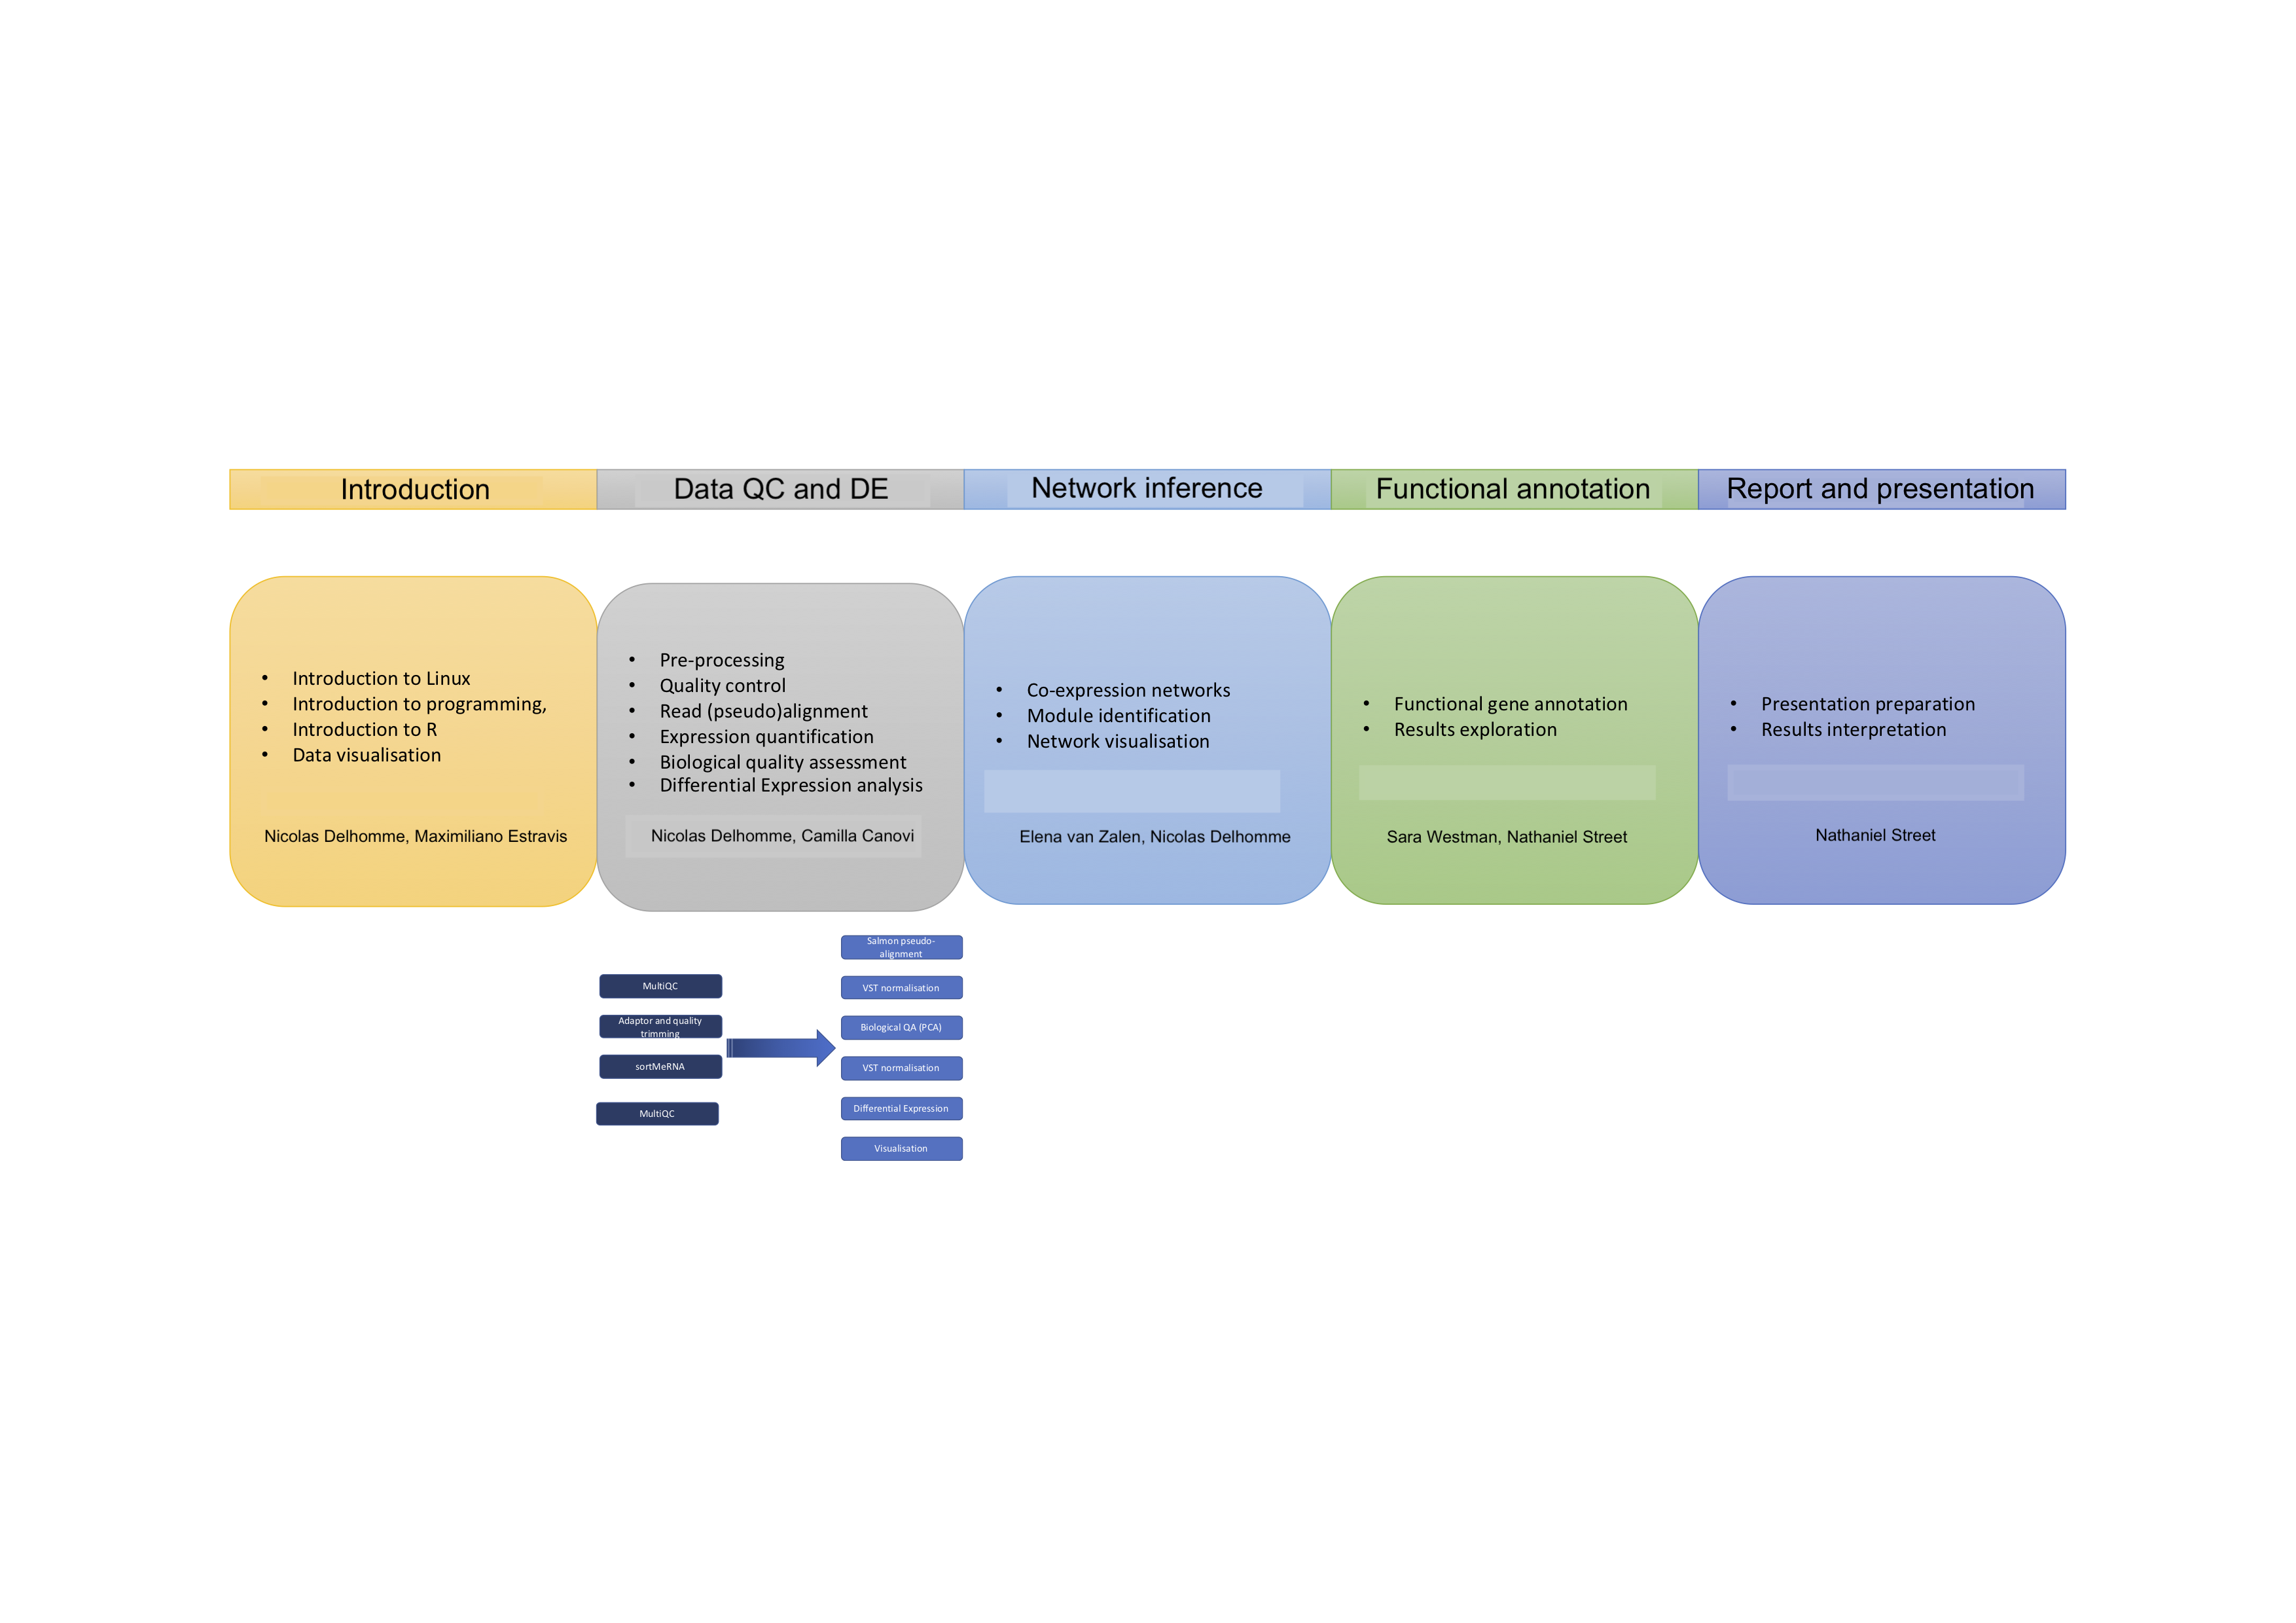 Introduction
Data QC and DE
Network inference
Functional annotation
Report and presentation
• Introduction to Linux
• Introduction to programming,
• Introduction to R
• Data visualisation
Nicolas Delhomme, Maximiliano Estravis
• Pre-processing
• Quality control
• Read (pseudo)alignment
• Expression quantification
• Biological quality assessment
• Differential Expression analysis
Nicolas Delhomme, Camilla Canovi
• Co-expression networks
• Module identification
• Network visualisation
Elena van Zalen, Nicolas Delhomme
• Functional gene annotation
• Results exploration
Sara Westman, Nathaniel Street
• Presentation preparation
• Results interpretation
Nathaniel Street
MultiQC
Adaptor and quality
trimming
sortMeRNA
MultiQC
Salmon pseudo-
alignment
VST normalisation
Biological QA (PCA)
VST normalisation
Differential Expression
Visualisation